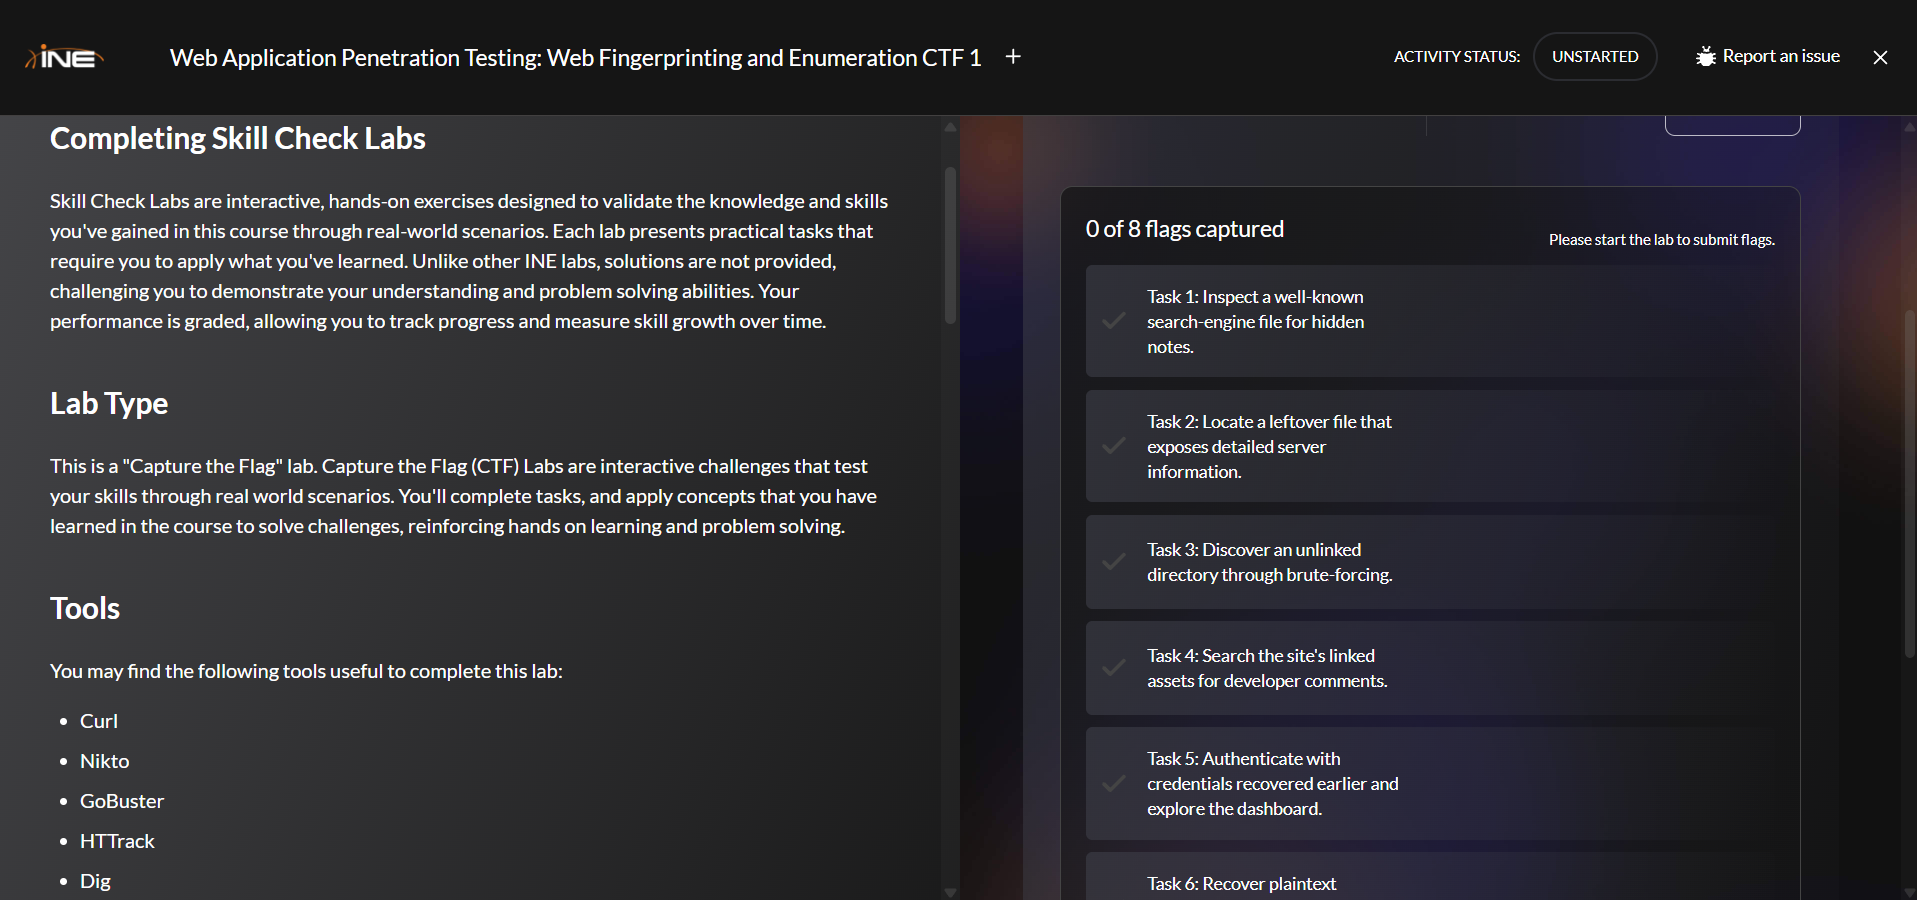 INE
Web Application Penetration Testing: Web Fingerprinting and Enumeration CTF 1 +
ACTIVITY STATUS:
UNSTARTED
Report an issue
Completing Skill Check Labs
Skill Check Labs are interactive, hands-on exercises designed to validate the knowledge and skills
you've gained in this course through real-world scenarios. Each lab presents practical tasks that
require you to apply what you've learned. Unlike other INE labs, solutions are not provided,
challenging you to demonstrate your understanding and problem solving abilities. Your
performance is graded, allowing you to track progress and measure skill growth over time.
Lab Type
This is a "Capture the Flag" lab. Capture the Flag (CTF) Labs are interactive challenges that test
your skills through real world scenarios. You'll complete tasks, and apply concepts that you have
learned in the course to solve challenges, reinforcing hands on learning and problem solving.
Tools
You may find the following tools useful to complete this lab:
• Curl
• Nikto
• GoBuster
• HTTrack
• Dig
0 of 8 flags captured
Please start the lab to submit flags.
Task 1: Inspect a well-known
search-engine file for hidden
notes.
Task 2: Locate a leftover file that
exposes detailed server
information.
Task 3: Discover an unlinked
directory through brute-forcing.
Task 4: Search the site's linked
assets for developer comments.
Task 5: Authenticate with
credentials recovered earlier and
explore the dashboard.
Task 6: Recover plaintext